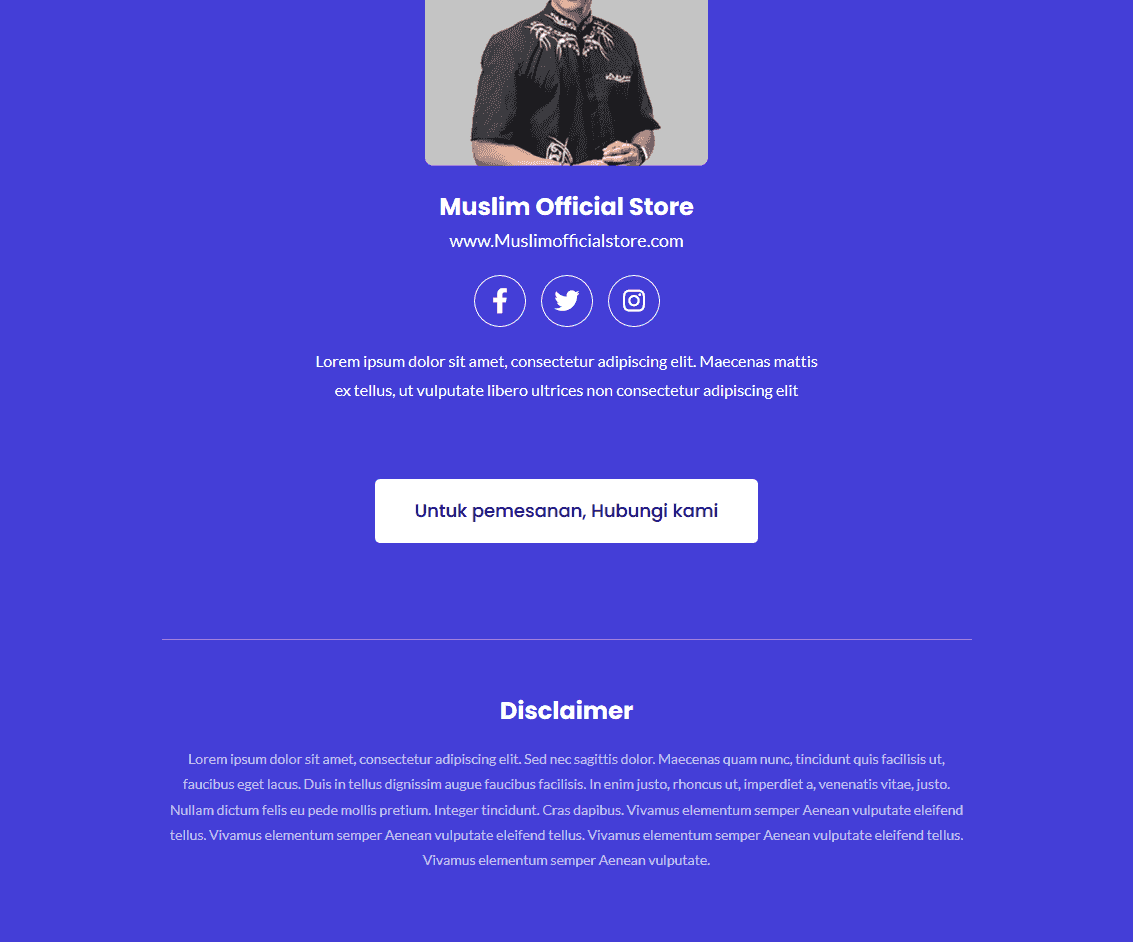 Muslim Official Store
www.Muslimofficialstore.com
Lorem ipsum dolor sit amet, consectetur adipiscing elit. Maecenas mattis
ex tellus, ut vulputate libero ultrices non consectetur adipiscing elit
Untuk pemesanan, Hubungi kami
Disclaimer
Lorem ipsum dolor sit amet, consectetur adipiscing elit. Sed nec sagittis dolor. Maecenas quam nunc, tincidunt quis facilisis ut,
faucibus eget lacus. Duis in tellus dignissim augue faucibus facilisis. In enim justo, rhoncus ut, imperdiet a, venenatis vitae, justo.
Nullam dictum felis eu pede mollis pretium. Integer tincidunt. Cras dapibus. Vivamus elementum semper Aenean vulputate eleifend
tellus. Vivamus elementum semper Aenean vulputate eleifend tellus. Vivamus elementum semper Aenean vulputate eleifend tellus.
Vivamus elementum semper Aenean vulputate.